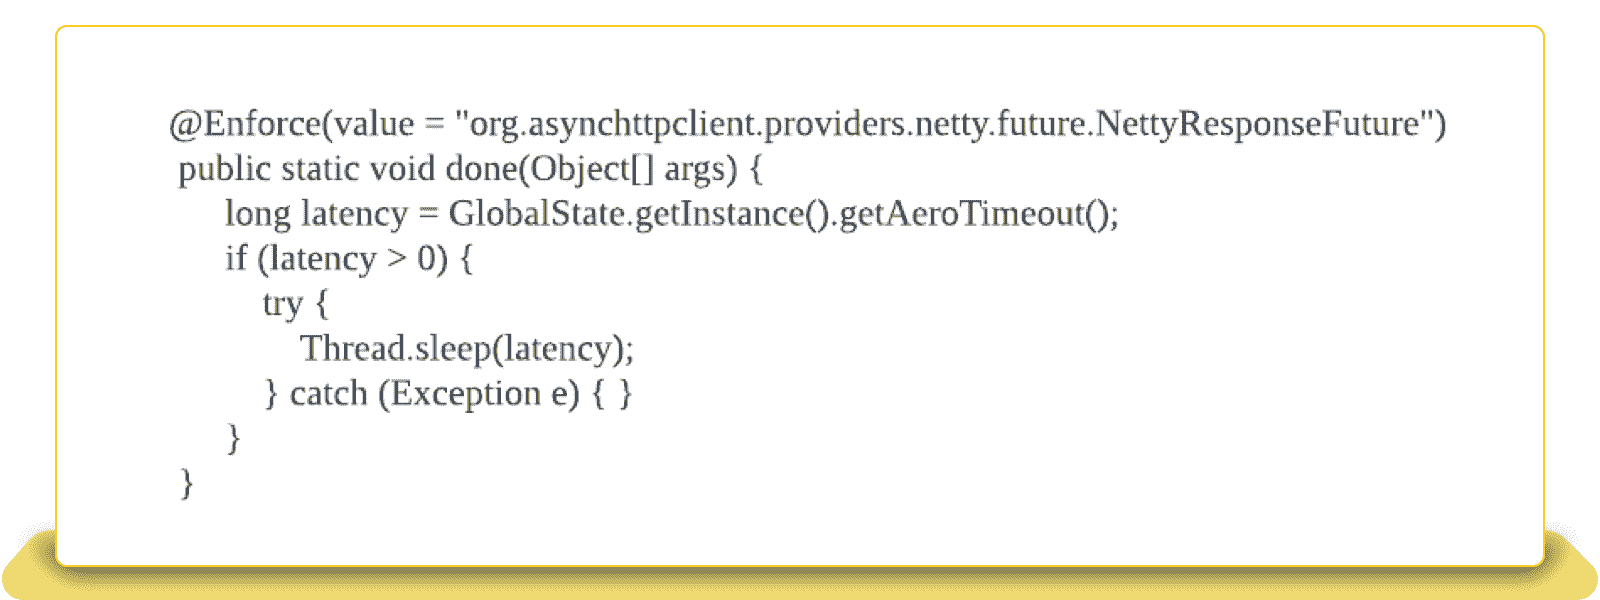 @Enforce(value = "org.asynchttpclient.providers.netty.future.NettyResponseFuture")
public static void done(Object[] args) {
long latency = GlobalState.getInstance().getAeroTimeout();
if (latency > 0) {
try {
Thread.sleep(latency);
} catch (Exception e) { }
}
}